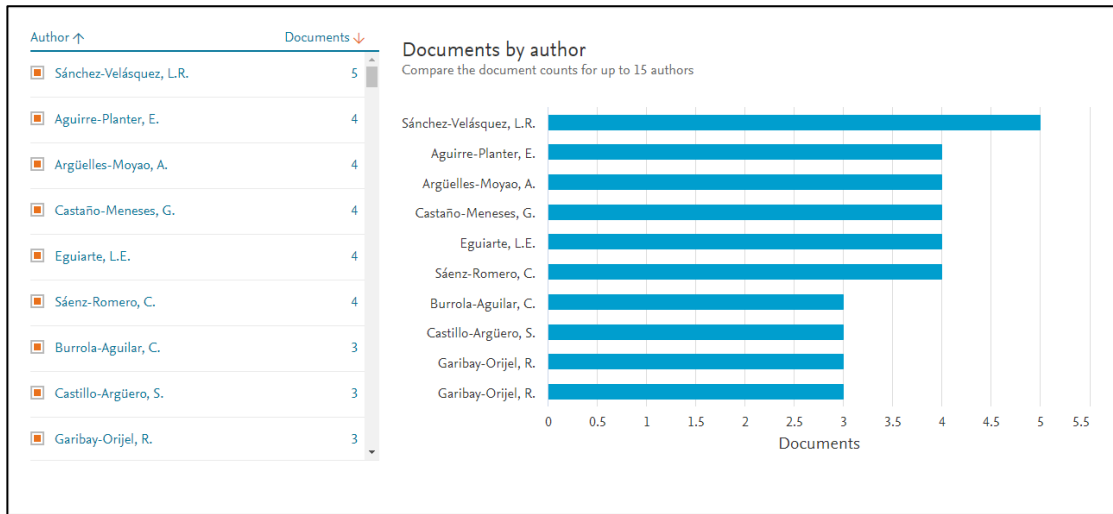 Author ↑ Documents ↓
Sánchez-Velásquez, L.R. 5
Aguirre-Planter, E. 4
Argüelles-Moyao, A. 4
Castaño-Meneses, G. 4
Eguiarte, L.E. 4
Sáenz-Romero, C. 4
Burrola-Aguilar, C. 3
Castillo-Argüero, S. 3
Garibay-Orijel, R. 3
Documents by author
Compare the document counts for up to 15 authors
Sánchez-Velásquez, L.R.
Aguirre-Planter, E.
Argüelles-Moyao, A.
Castaño-Meneses, G.
Eguiarte, L.E.
Sáenz-Romero, C.
Burrola-Aguilar, C.
Castillo-Argüero, S.
Garibay-Orijel, R.
Garibay-Orijel, R.
0 0.5 1 1.5 2 2.5 3 3.5 4 4.5 5 5.5
Documents